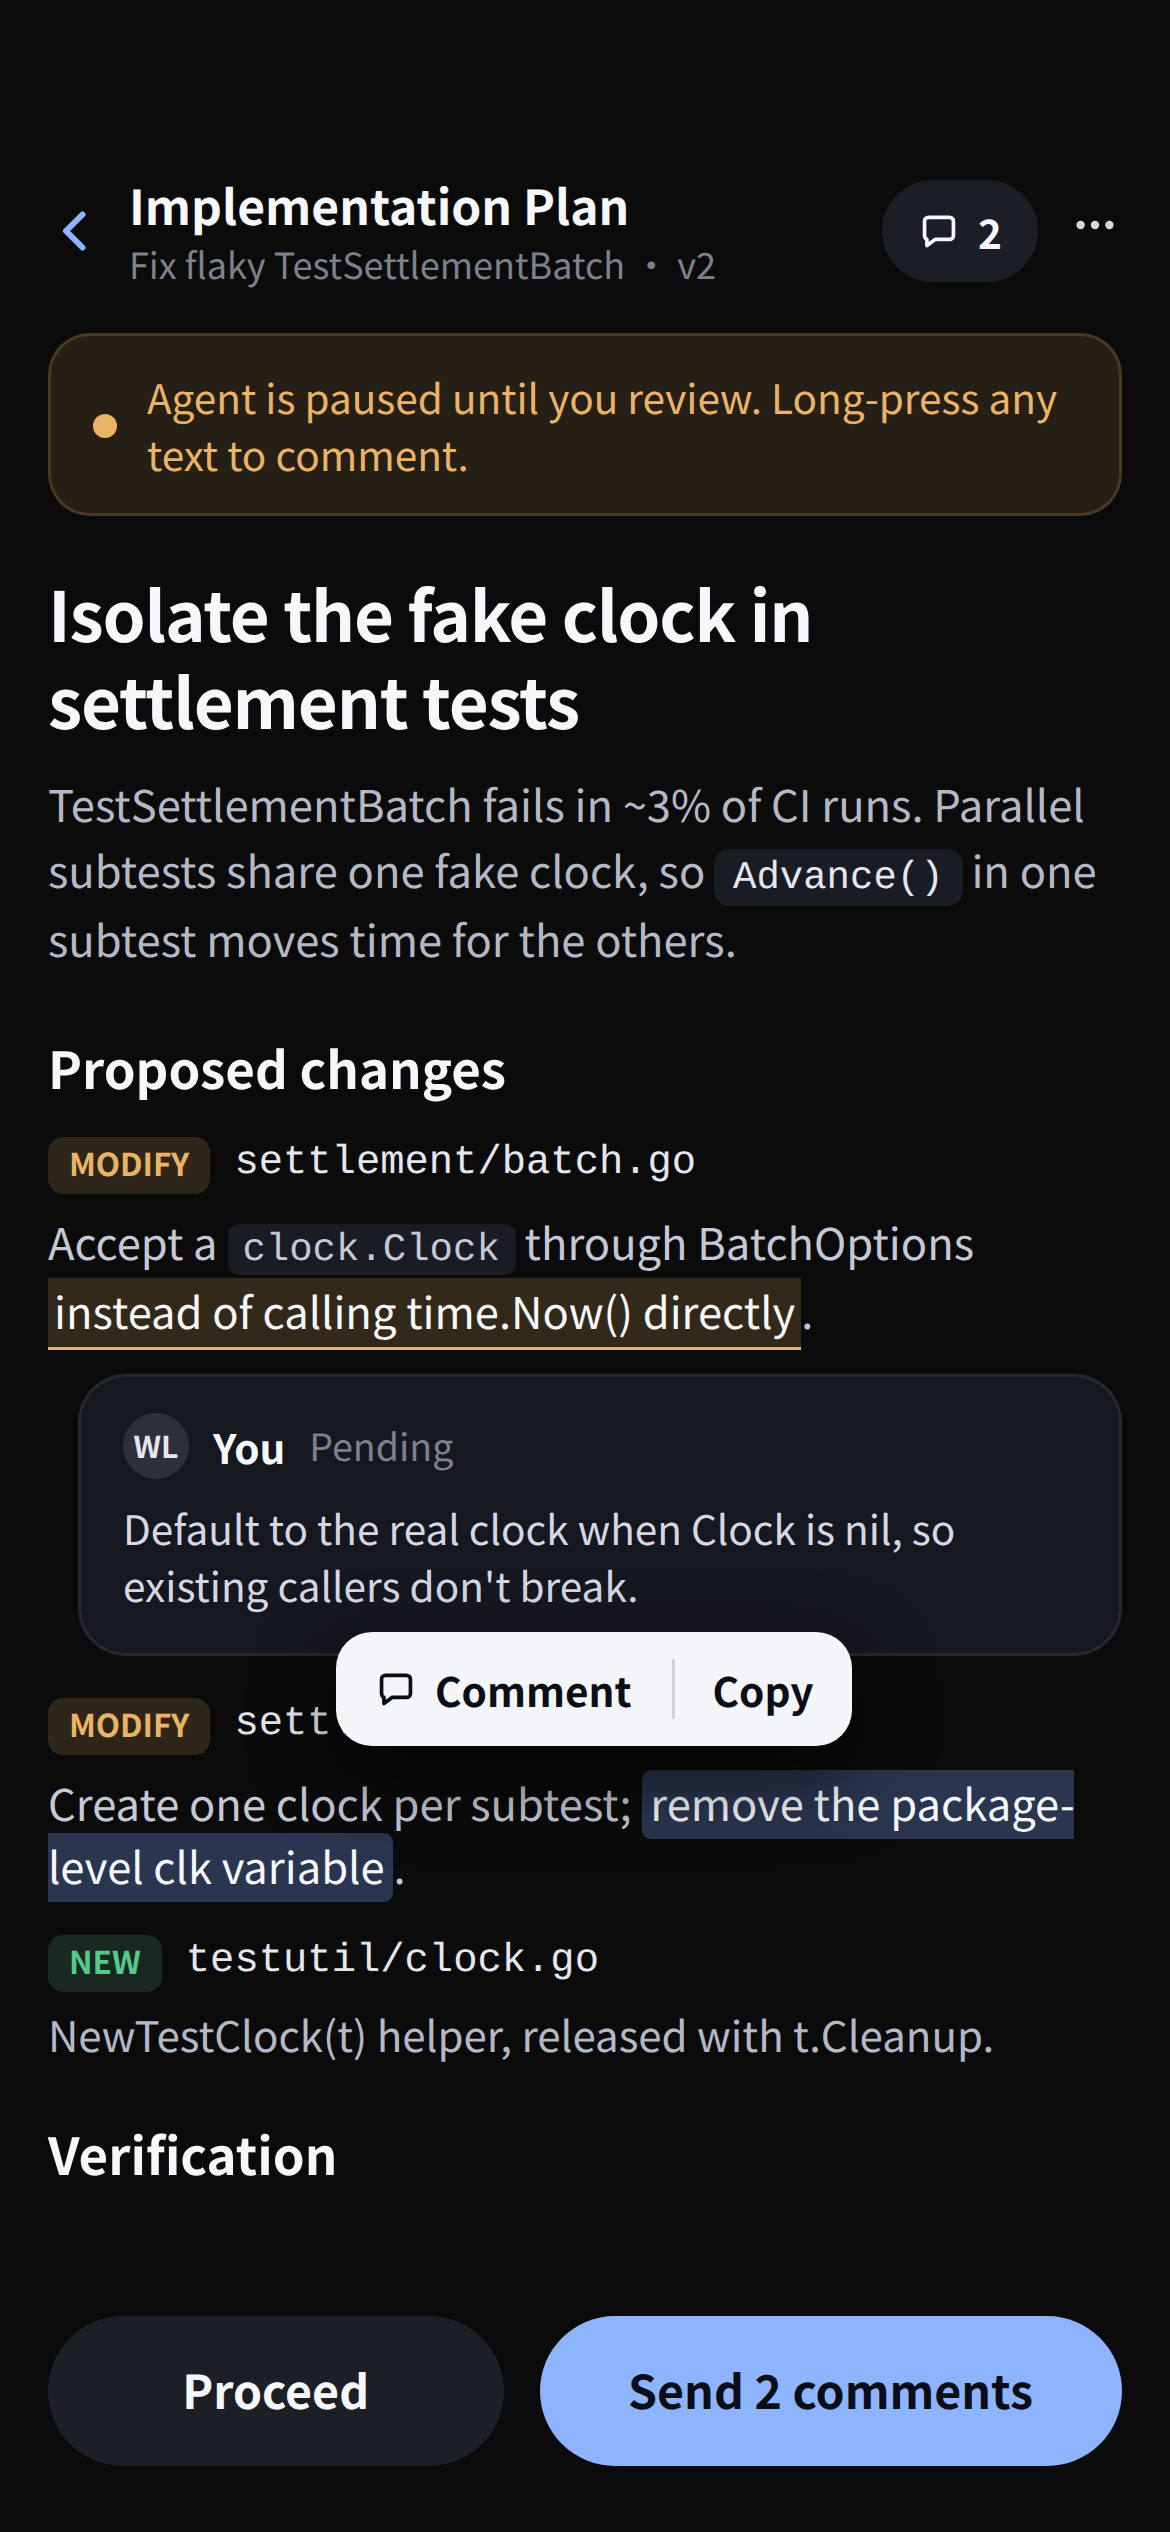 Implementation Plan
2
Fix flaky TestSettlementBatch • v2
Agent is paused until you review. Long-press any
text to comment.
Isolate the fake clock in
settlement tests
TestSettlementBatch fails in ~3% of CI runs. Parallel
subtests share one fake clock, so Advance() in one
subtest moves time for the others.
Proposed changes
MODIFY settlement/batch.go
Accept a clock.Clock through BatchOptions
instead of calling time.Now() directly.
WL You Pending
Default to the real clock when Clock is nil, so
existing callers don't break.
Comment Copy
MODIFY sett
Create one clock per subtest; remove the package-
level clk variable.
NEW testutil/clock.go
NewTestClock(t) helper, released with t.Cleanup.
Verification
Proceed
Send 2 comments